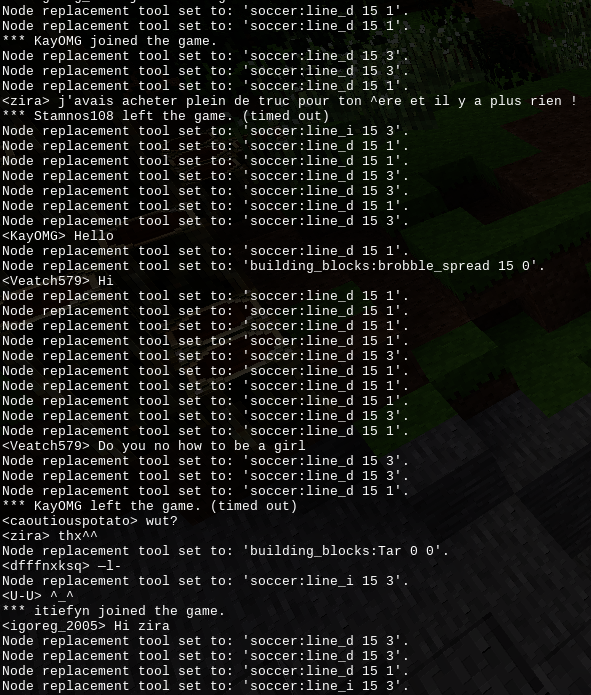 Node replacement tool set to: 'soccer:line_d 15 1'.
Node replacement tool set to: 'soccer:line_d 15 1'.
*** KayOMG joined the game.
Node replacement tool set to: 'soccer:line_d 15 3'.
Node replacement tool set to: 'soccer:line_d 15 3'.
Node replacement tool set to: 'soccer:line_d 15 1'.
<zira> j'avais acheter plein de truc pour ton ^ere et il y a plus rien !
*** Stamnos108 left the game. (timed out)
Node replacement tool set to: 'soccer:line_i 15 3'.
Node replacement tool set to: 'soccer:line_d 15 1'.
Node replacement tool set to: 'soccer:line_d 15 1'.
Node replacement tool set to: 'soccer:line_d 15 3'.
Node replacement tool set to: 'soccer:line_d 15 3'.
Node replacement tool set to: 'soccer:line_d 15 1'.
Node replacement tool set to: 'soccer:line_d 15 3'.
<KayOMG> Hello
Node replacement tool set to: 'soccer:line_d 15 1'.
Node replacement tool set to: 'building_blocks:brobble_spread 15 0'.
<Veatch579> Hi
Node replacement tool set to: 'soccer:line_d 15 1'.
Node replacement tool set to: 'soccer:line_d 15 1'.
Node replacement tool set to: 'soccer:line_d 15 1'.
Node replacement tool set to: 'soccer:line_d 15 1'.
Node replacement tool set to: 'soccer:line_d 15 3'.
Node replacement tool set to: 'soccer:line_d 15 1'.
Node replacement tool set to: 'soccer:line_d 15 1'.
Node replacement tool set to: 'soccer:line_d 15 1'.
Node replacement tool set to: 'soccer:line_d 15 3'.
Node replacement tool set to: 'soccer:line_d 15 1'.
<Veatch579> Do you no how to be a girl
Node replacement tool set to: 'soccer:line_d 15 3'.
Node replacement tool set to: 'soccer:line_d 15 3'.
Node replacement tool set to: 'soccer:line_d 15 1'.
*** KayOMG left the game. (timed out)
<caoutiouspotato> wut?
<zira> thx^^
Node replacement tool set to: 'building_blocks:Tar 0 0'.
<dfffnxksq> —l-
Node replacement tool set to: 'soccer:line_i 15 3'.
<U-U> ^_^
*** itiefyn joined the game.
<igoreg_2005> Hi zira
Node replacement tool set to: 'soccer:line_d 15 3'.
Node replacement tool set to: 'soccer:line_d 15 3'.
Node replacement tool set to: 'soccer:line_d 15 1'.
Node replacement tool set to: 'soccer:line_i 15 3'.